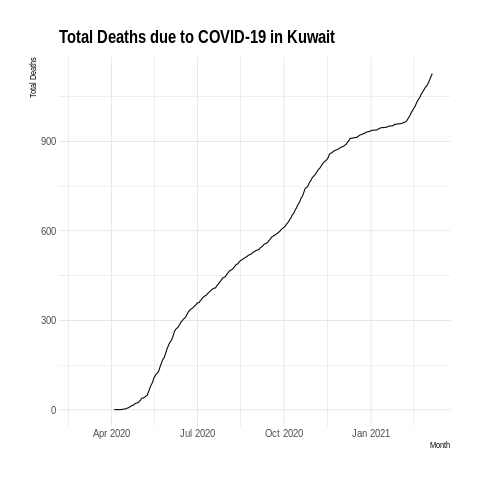 Total Deaths due to COVID-19 in Kuwait
Total Deaths
900
600
300
0
Apr 2020 Jul 2020 Oct 2020 Jan 2021
Month